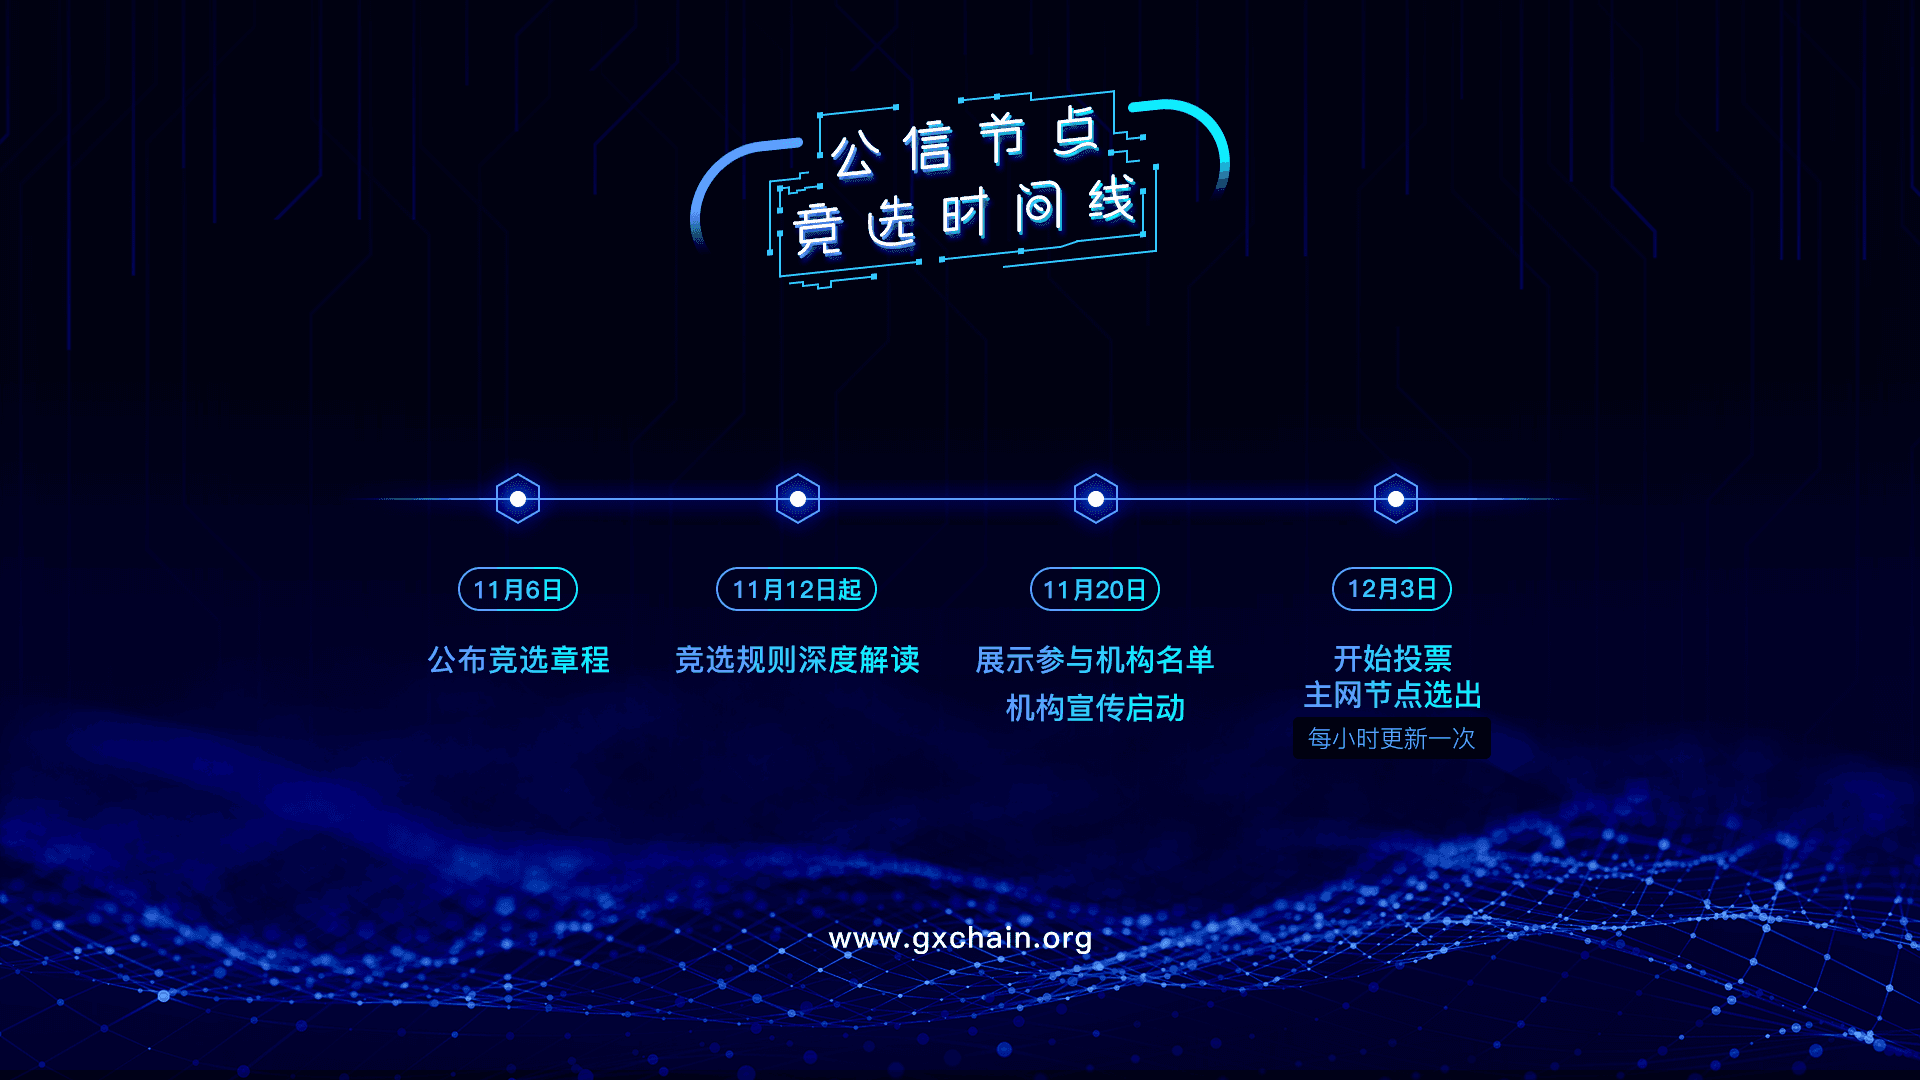 公信节点
竞选时间线
11月6日
公布竞选章程
11月12日起
竞选规则深度解读
11月20日
展示参与机构名单
机构宣传启动
12月3日
开始投票
主网节点选出
每小时更新一次
www.gxchain.org